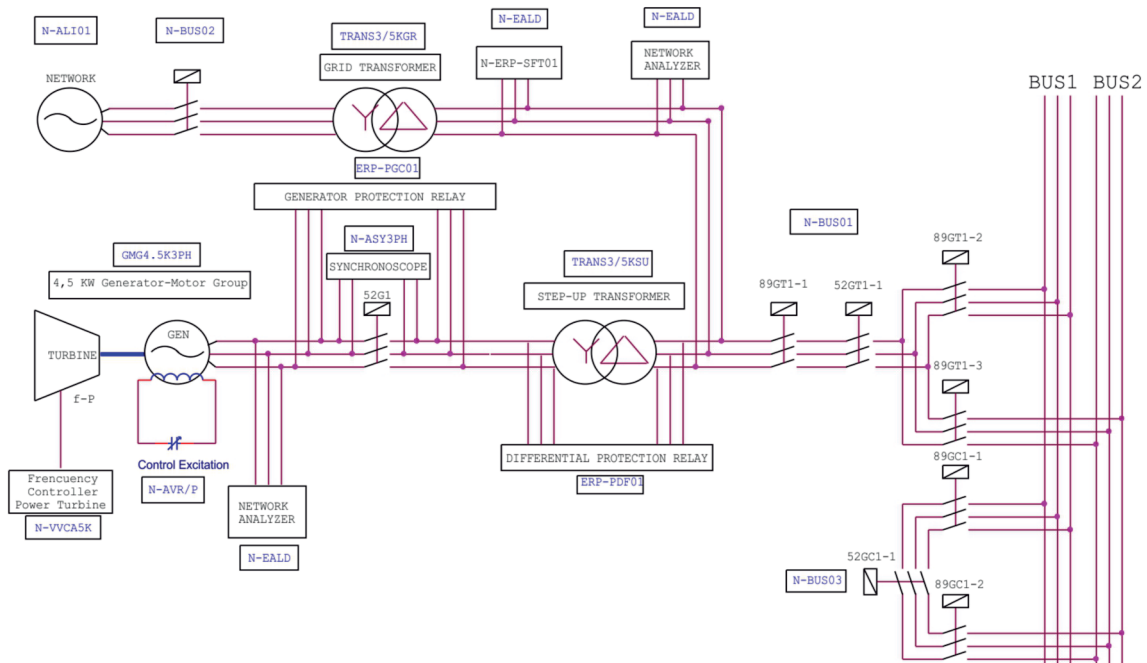 N-ALI01
N-BUS02
TRANS3/5KGR
N-EALD
N-EALD
NETWORK
GRID TRANSFORMER
N-ERP-SFT01
NETWORK
ANALYZER
BUS1
BUS2
ERP-PGC01
GENERATOR PROTECTION RELAY
N-BUS01
N-ASY3PH
SYNCHRONOSCOPE
GMG4.5K3PH
4,5 KW Generator-Motor Group
TRANS3/5KSU
STEP-UP TRANSFORMER
89GT1-2
89GT1-1
52GT1-1
52G1
GEN
TURBINE
f-P
89GT1-3
Control Excitation
N-AVR/P
Frencuency
Controller
Power Turbine
N-VVCA5K
NETWORK
ANALYZER
N-EALD
DIFFERENTIAL PROTECTION RELAY
ERP-PDF01
89GC1-1
52GC1-1
N-BUS03
89GC1-2